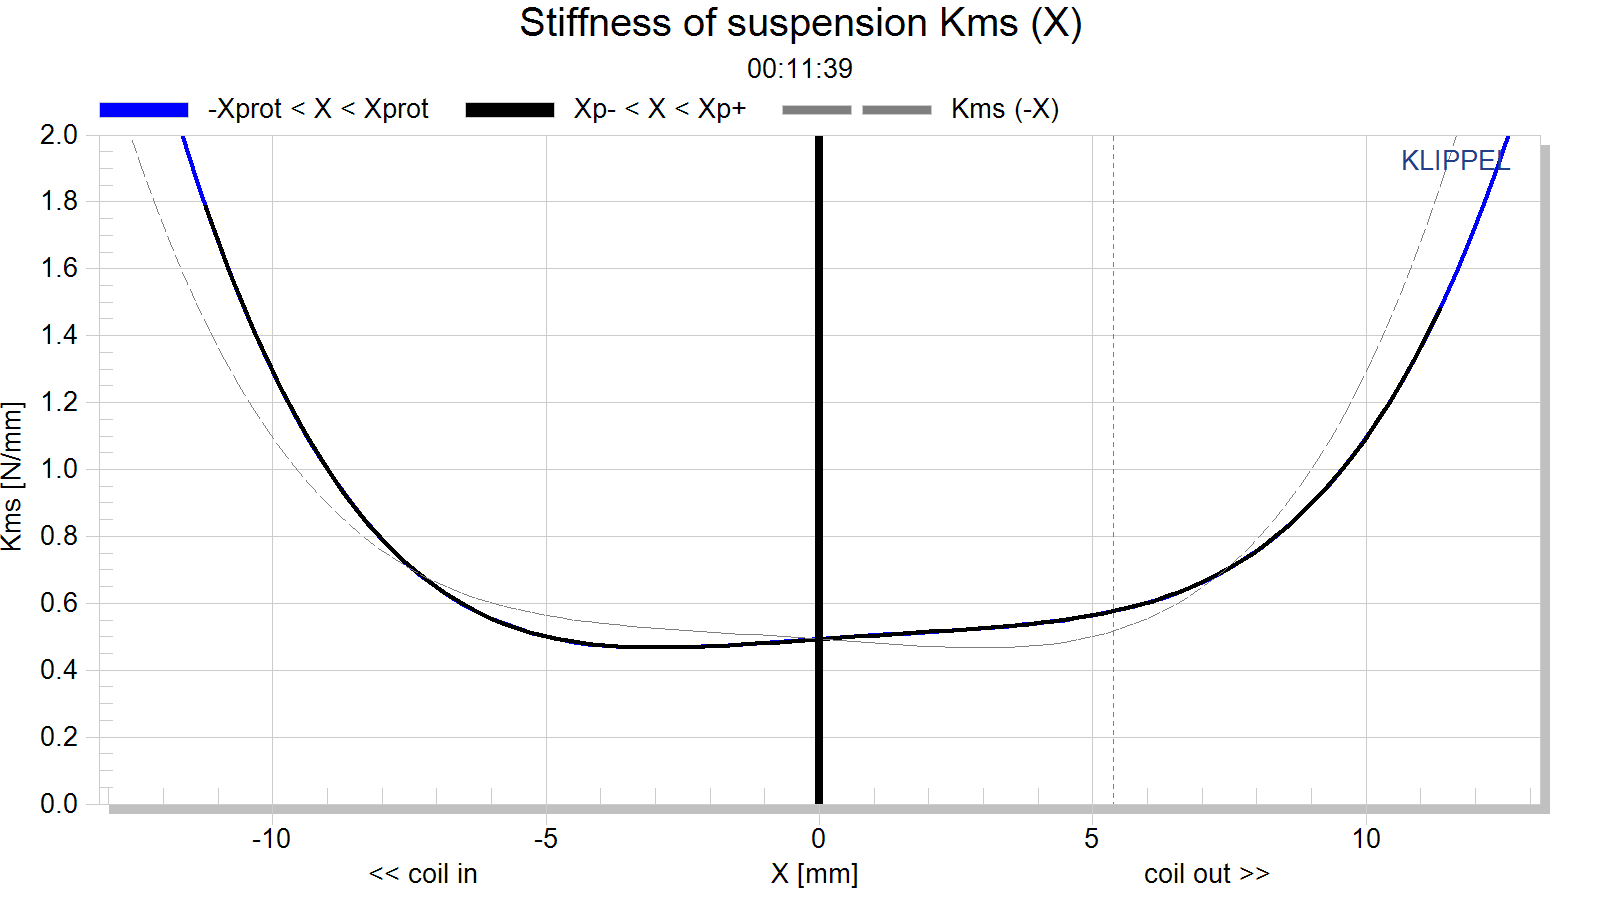 Stiffness of suspension Kms (X)
00:11:39
-Xprot < X < Xprot Xp- < X < Xp+ Kms (-X)
KLIPPEL
2.0
1.8
1.6
1.4
1.2
1.0
0.8
0.6
0.4
0.2
0.0
Kms [N/mm]
-10 -5 0 5 10
<< coil in X [mm] coil out >>